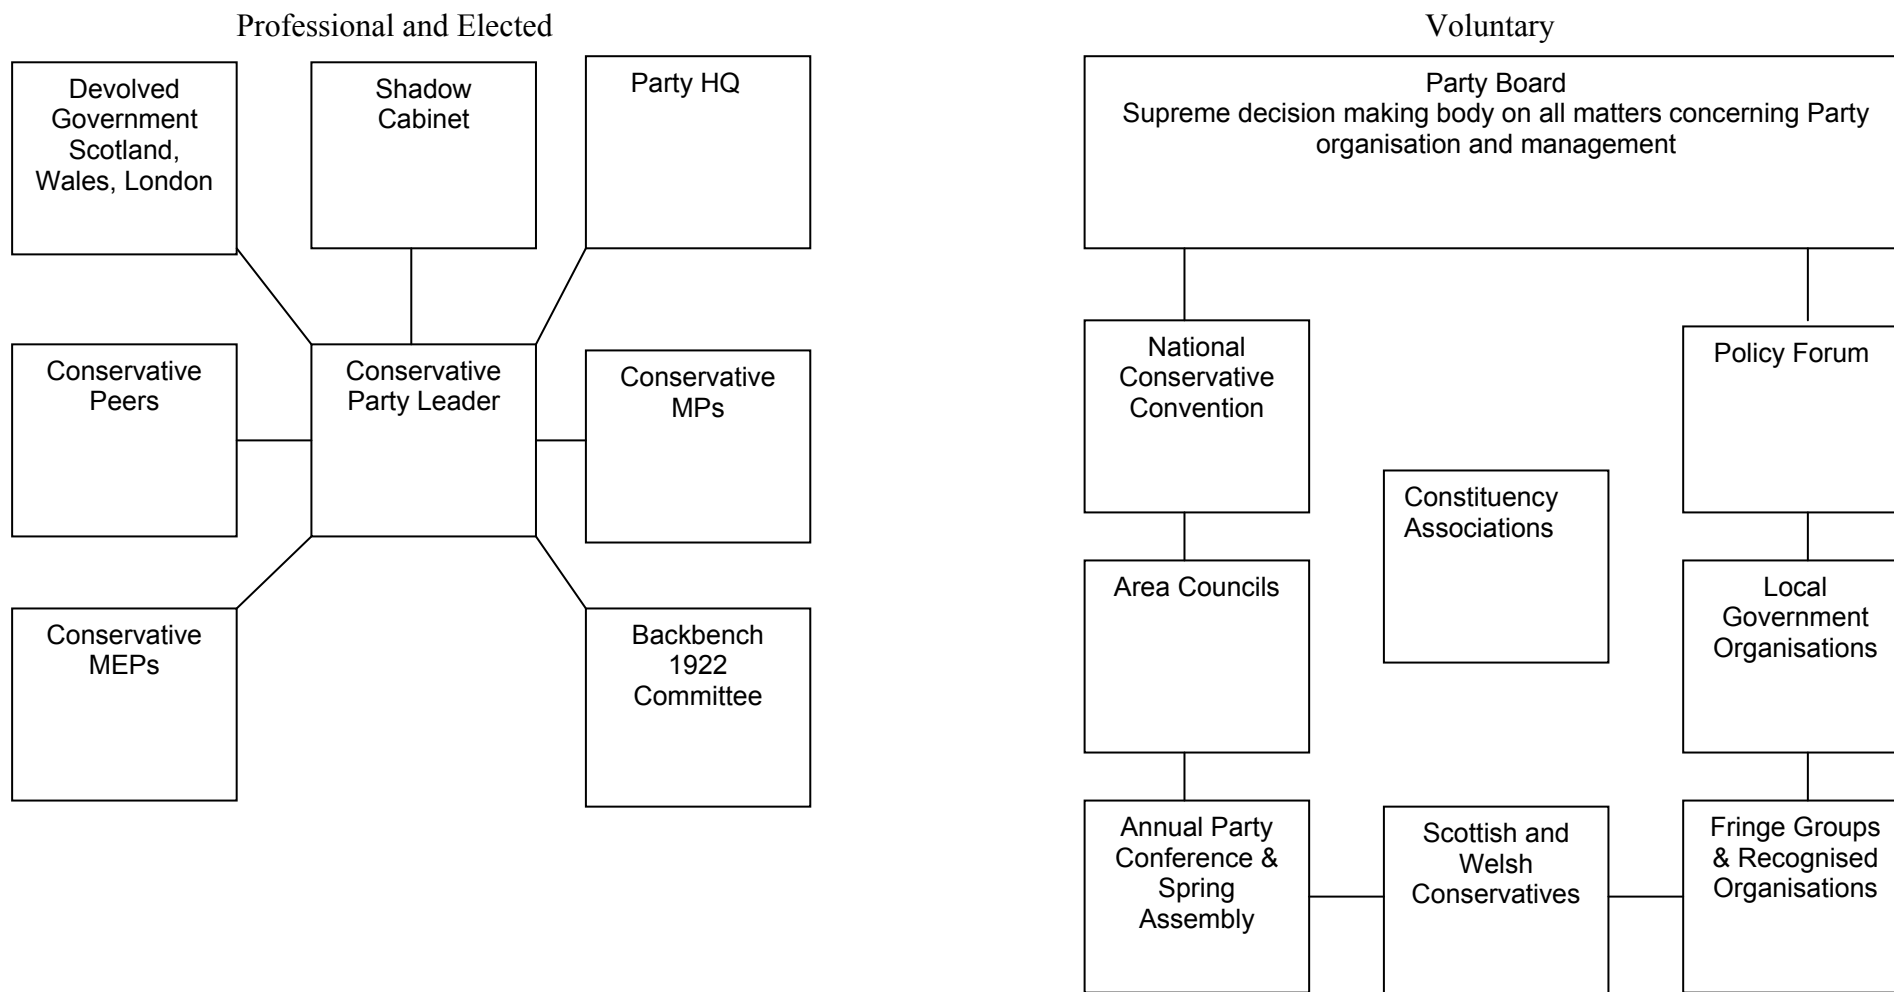 Professional and Elected
Devolved
Government
Scotland,
Wales, London
Shadow
Cabinet
Party HQ
Conservative
Peers
Conservative
Party Leader
Conservative
MPs
Conservative
MEPs
Backbench
1922
Committee
Voluntary
Party Board
Supreme decision making body on all matters concerning Party
organisation and management
National
Conservative
Convention
Policy Forum
Constituency
Associations
Area Councils
Local
Government
Organisations
Annual Party
Conference &
Spring
Assembly
Scottish and
Welsh
Conservatives
Fringe Groups
& Recognised
Organisations